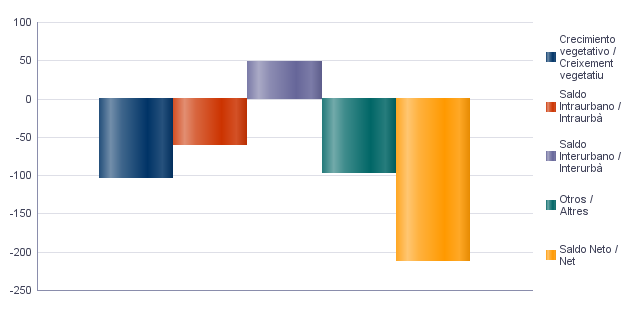 100
50
0
-50
-100
-150
-200
-250
Crecimiento
vegetativo /
Creixement
vegetatiu
Saldo
Intraurbano /
Intraurbà
Saldo
Interurbano /
Interurbà
Otros /
Altres
Saldo Neto /
Net